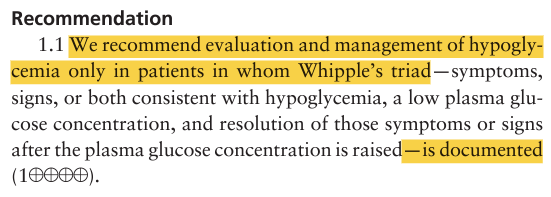 Recommendation
1.1 We recommend evaluation and management of hypogly-
cemia only in patients in whom Whipple's triad—symptoms,
signs, or both consistent with hypoglycemia, a low plasma glu-
cose concentration, and resolution of those symptoms or signs
after the plasma glucose concentration is raised—is documented
(1⊕⊕⊕⊕).